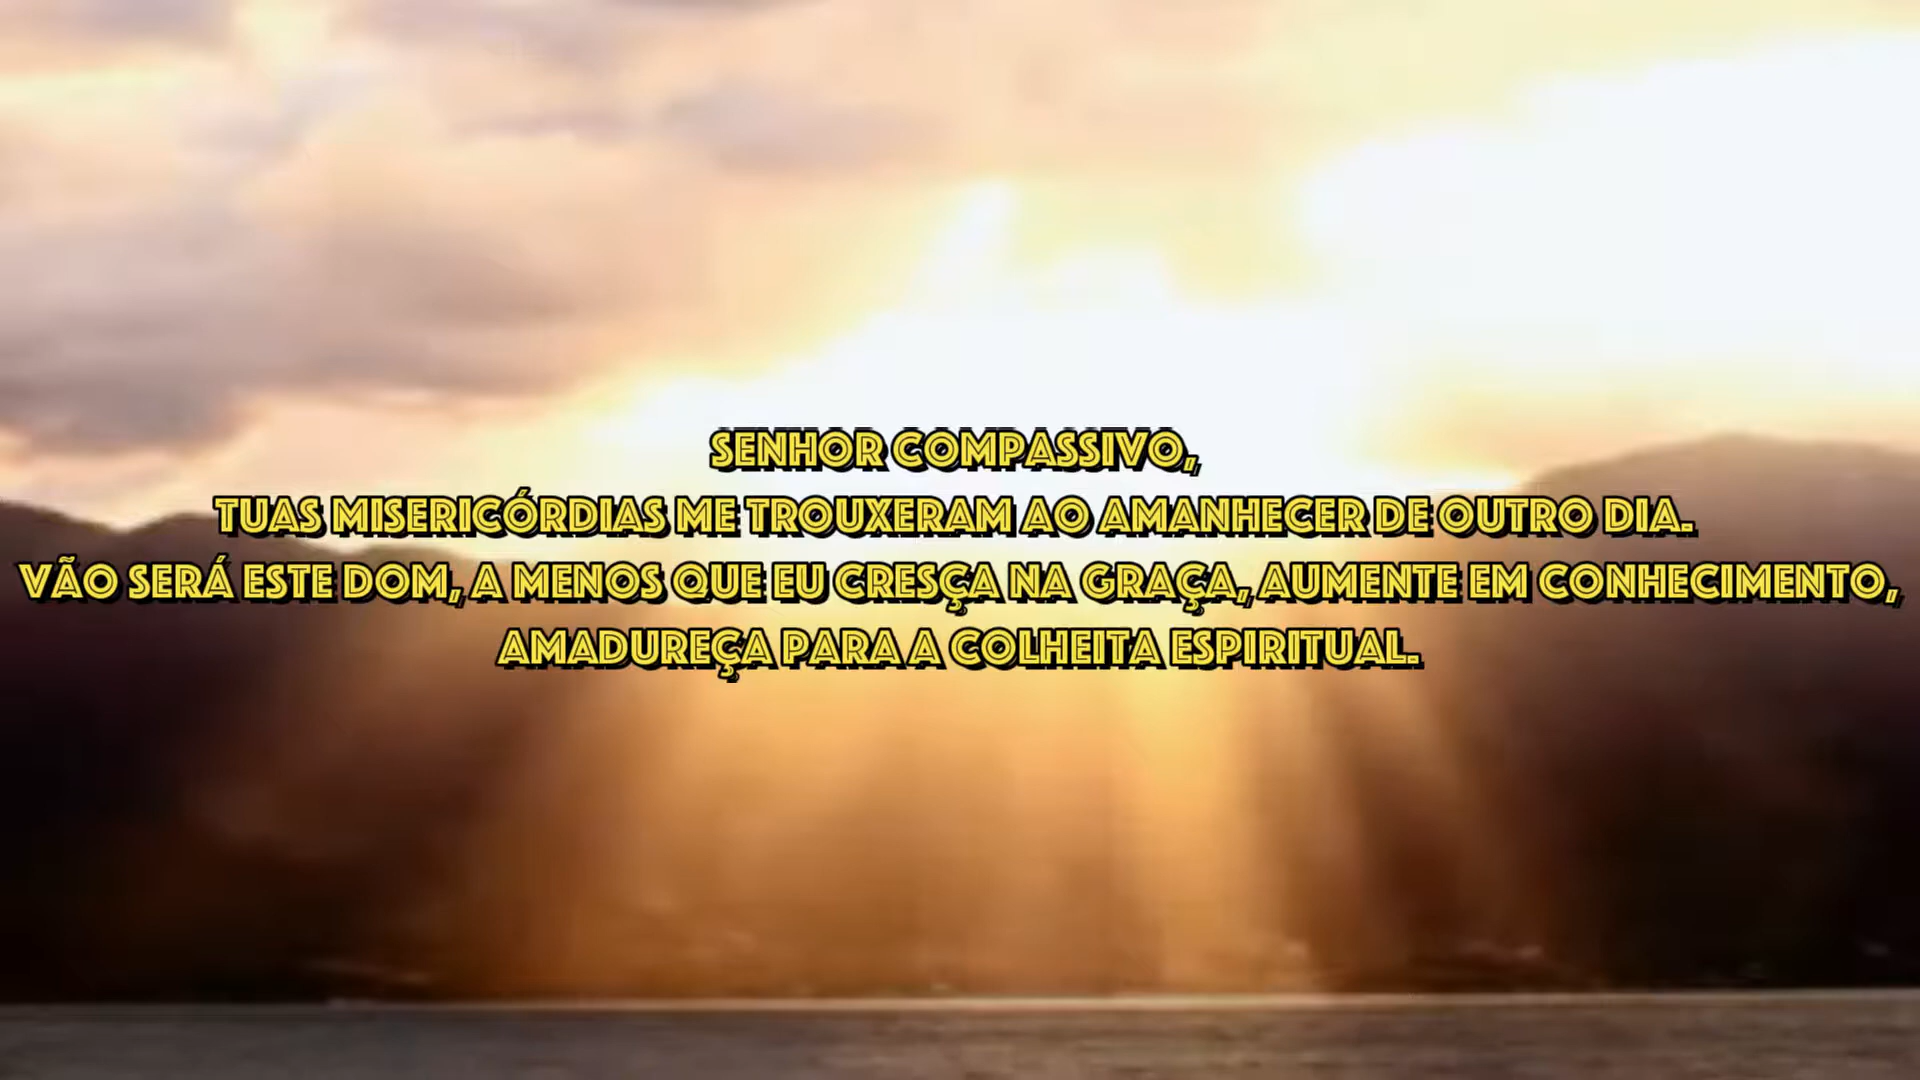 SENHOR COMPASSIVO,
TUAS MISERICÓRDIAS ME TROUXERAM AO AMANHECER DE OUTRO DIA.
VÃO SERÁ ESTE DOM, A MENOS QUE EU CRESÇA NA GRAÇA, AUMENTE EM CONHECIMENTO,
AMADUREÇA PARA A COLHEITA ESPIRITUAL.